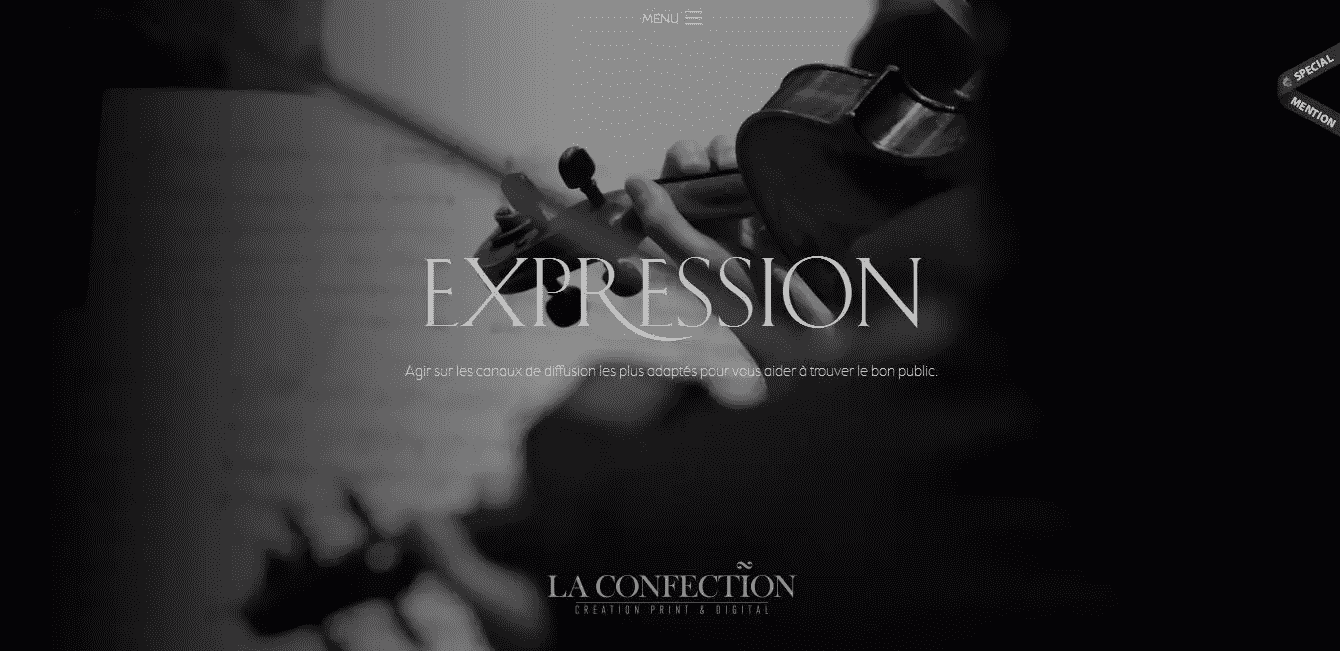 MENU
SPECIAL
MENTION
EXPRESSION
Agir sur les canaux de diffusion les plus adaptés pour vous aider à trouver le bon public.
LA CONFECTION
CREATION PRINT & DIGITAL